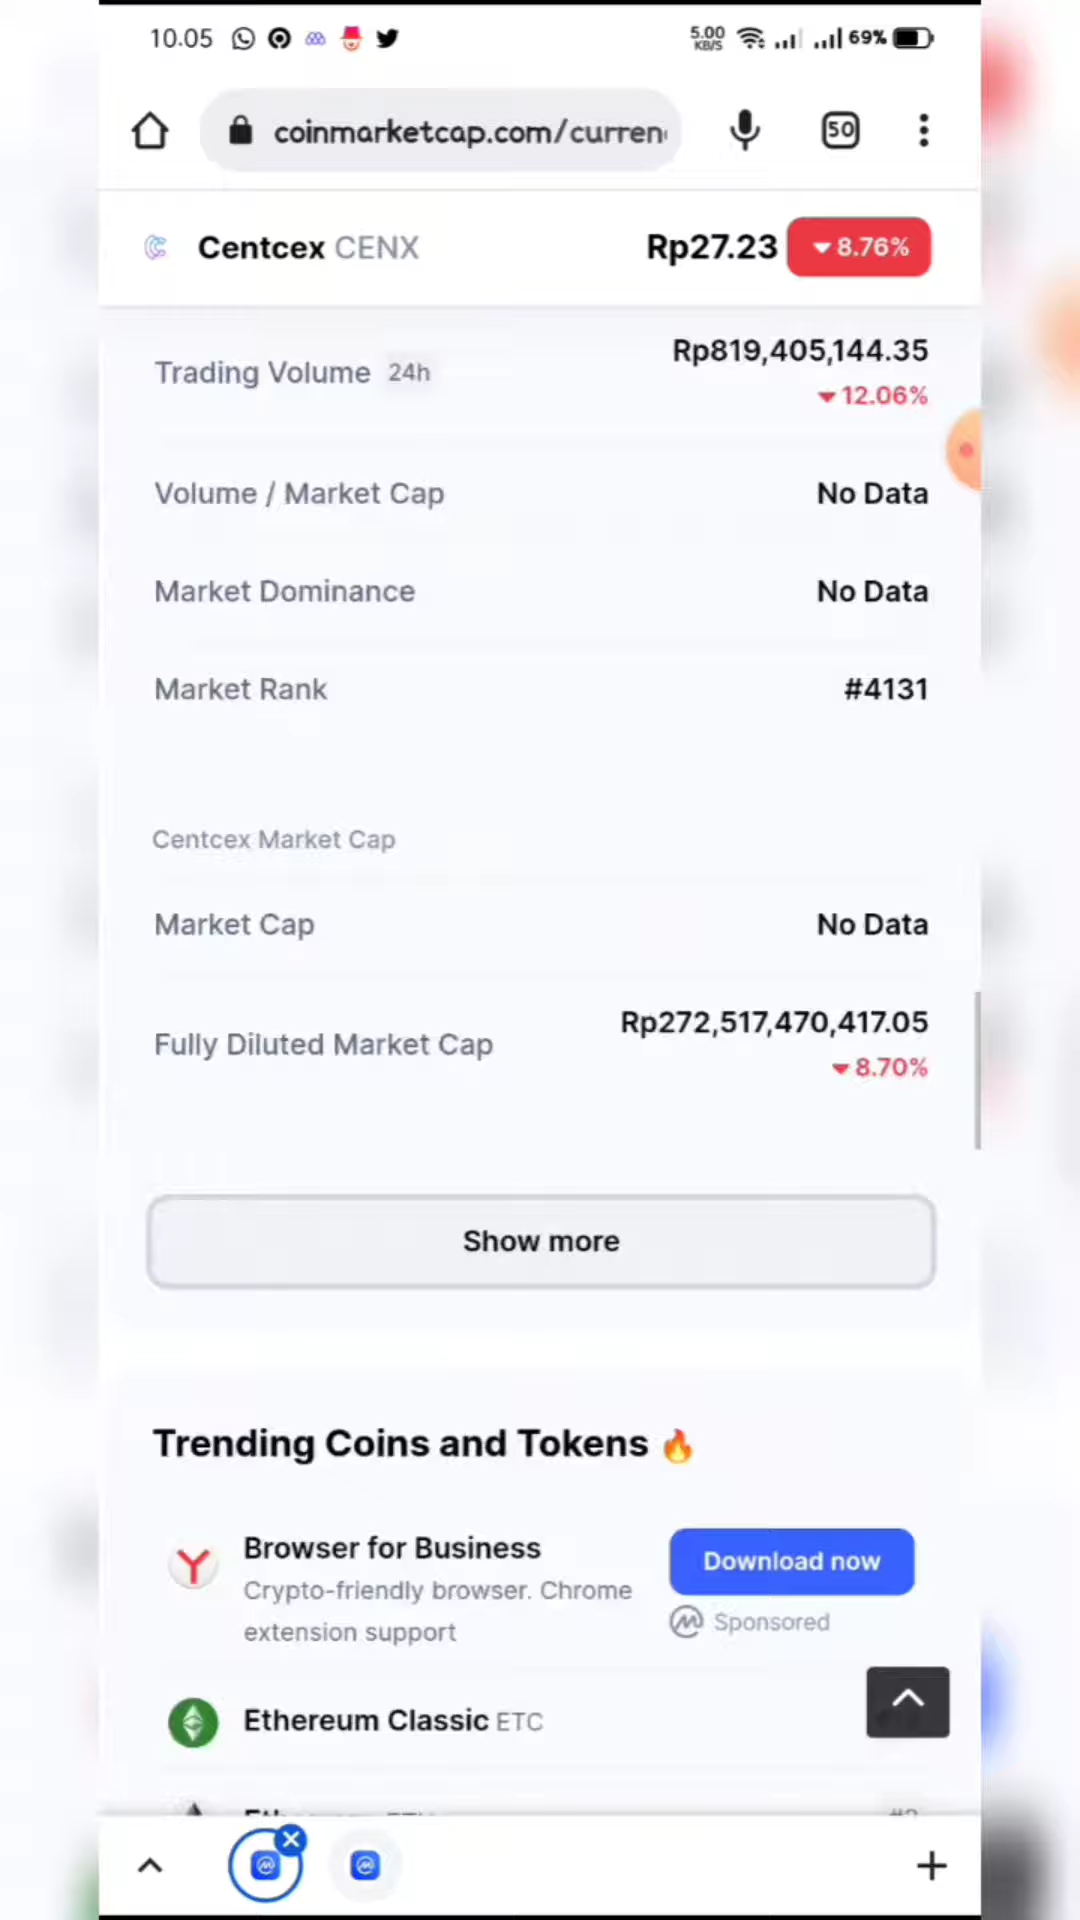 10.05
5.00
KB/S
69%
coinmarketcap.com/curren
50
Centcex CENX
Rp27.23
8.76%
Trading Volume 24h
Rp819,405,144.35
12.06%
Volume / Market Cap
No Data
Market Dominance
No Data
Market Rank
#4131
Centcex Market Cap
Market Cap
No Data
Fully Diluted Market Cap
Rp272,517,470,417.05
8.70%
Show more
Trending Coins and Tokens
Browser for Business
Crypto-friendly browser. Chrome
extension support
Download now
Sponsored
Ethereum Classic ETC